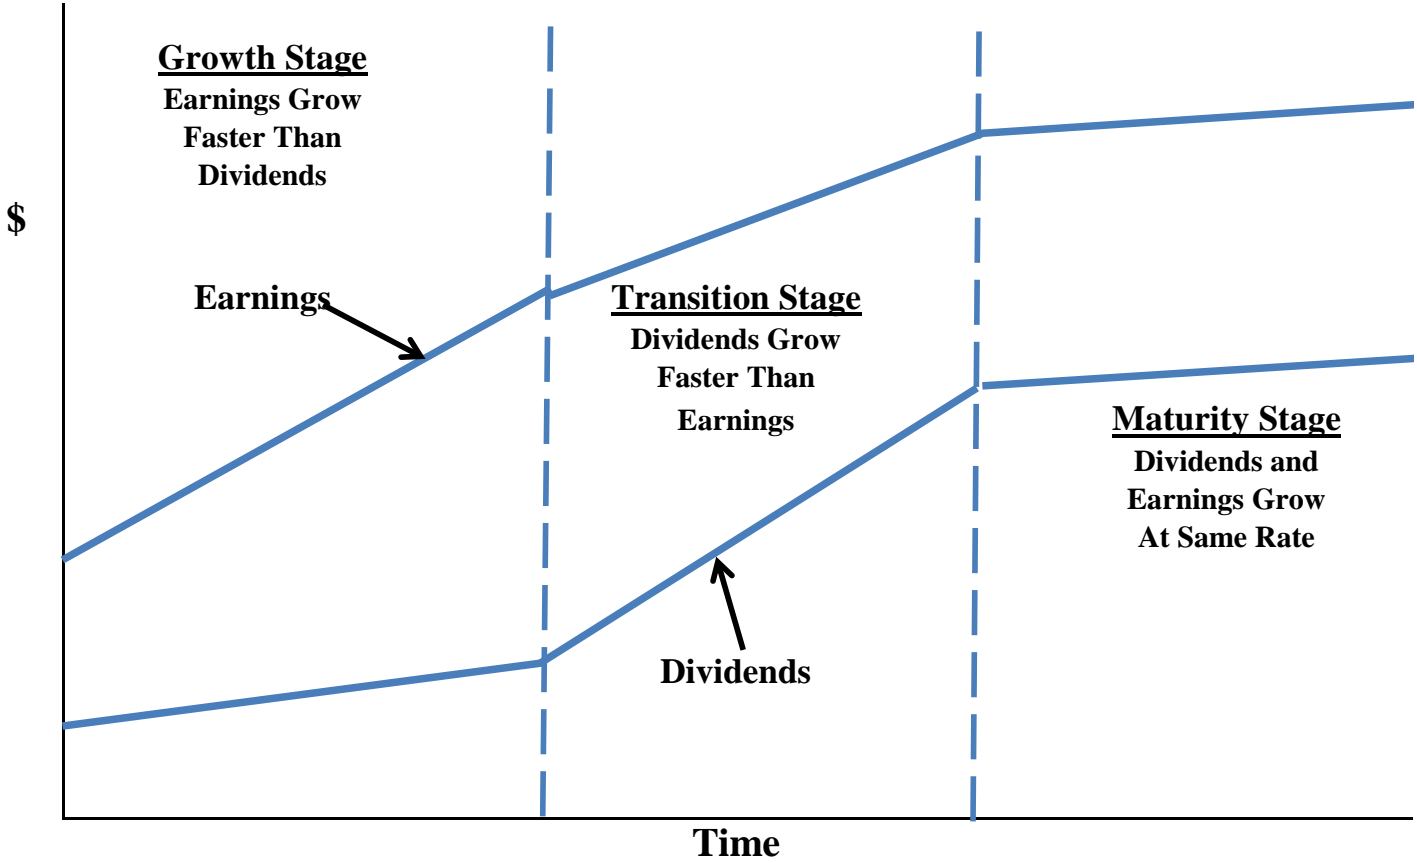 Growth Stage
Earnings Grow
Faster Than
Dividends
$
Earnings
Transition Stage
Dividends Grow
Faster Than
Earnings
Maturity Stage
Dividends and
Earnings Grow
At Same Rate
Dividends
Time